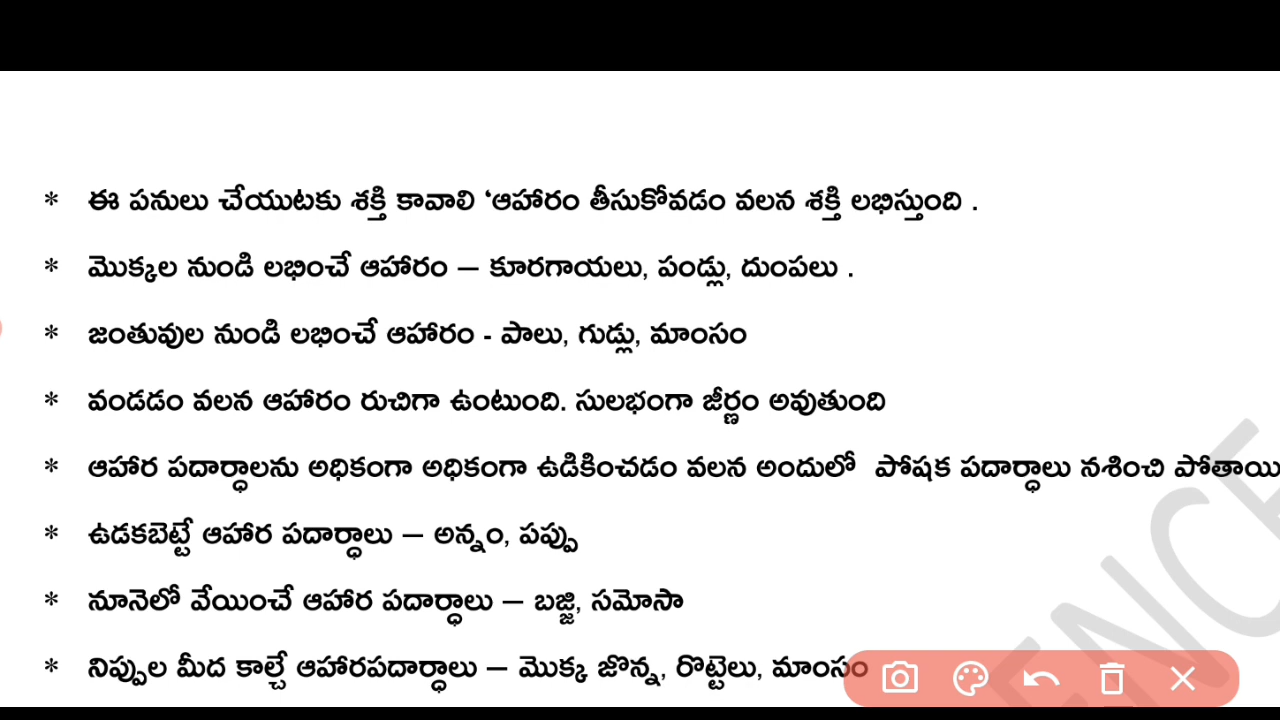 * ఈ పనులు చేయుటకు శక్తి కావాలి ‘ఆహారం తీసుకోవడం వలన శక్తి లభిస్తుంది .
* మొక్కల నుండి లభించే ఆహారం – కూరగాయలు, పండ్లు, దుంపలు .
* జంతువుల నుండి లభించే ఆహారం - పాలు, గుడ్లు, మాంసం
* వండడం వలన ఆహారం రుచిగా ఉంటుంది. సులభంగా జీర్ణం అవుతుంది
* ఆహార పదార్ధాలను అధికంగా అధికంగా ఉడికించడం వలన అందులో పోషక పదార్ధాలు నశించి పోతాయి
* ఉడకబెట్టే ఆహార పదార్ధాలు – అన్నం, పప్పు
* నూనెలో వేయించే ఆహార పదార్ధాలు – బజ్జి, సమోసా
* నిప్పుల మీద కాల్చే ఆహారపదార్ధాలు – మొక్క జొన్న, రొట్టెలు, మాంసం